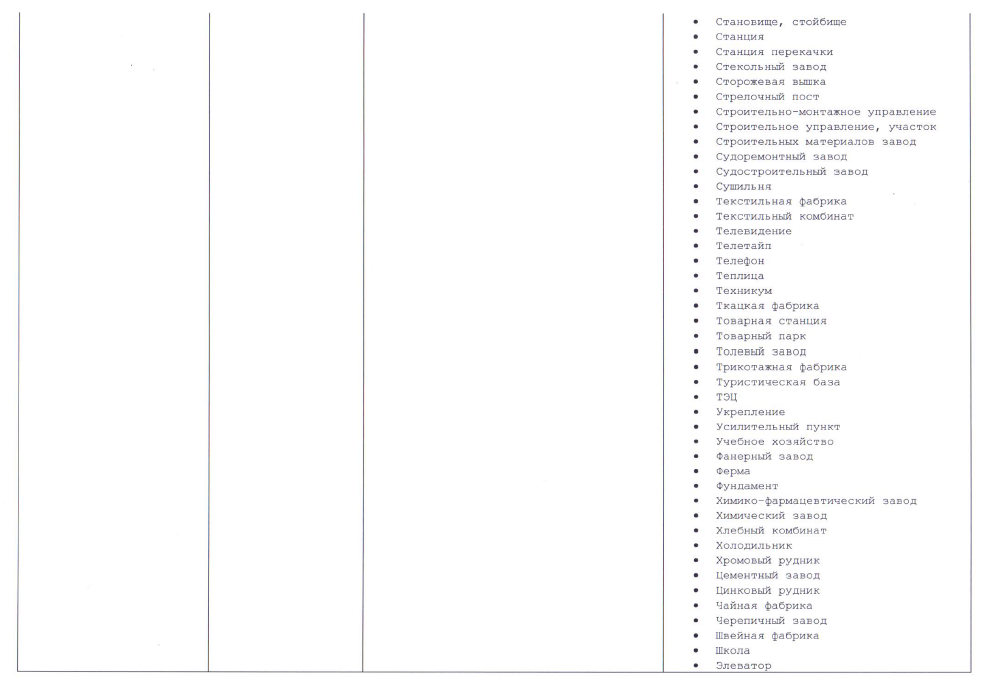 • Становище, стойбище
• Станция
• Станция перекачки
• Стекольный завод
• Сторожевая вышка
• Стрелочный пост
• Строительно-монтажное управление
• Строительное управление, участок
• Строительных материалов завод
• Судоремонтный завод
• Судостроительный завод
• Сушильня
• Текстильная фабрика
• Текстильный комбинат
• Телевидение
• Телетайп
• Телефон
• Теплица
• Техникум
• Ткацкая фабрика
• Товарная станция
• Товарный парк
• Толевый завод
• Трикотажная фабрика
• Туристическая база
• ТЭЦ
• Укрепление
• Усилительный пункт
• Учебное хозяйство
• Фанерный завод
• Ферма
• Фундамент
• Химико-фармацевтический завод
• Химический завод
• Хлебный комбинат
• Холодильник
• Хромовый рудник
• Цементный завод
• Цинковый рудник
• Чайная фабрика
• Черепичный завод
• Швейная фабрика
• Школа
• Элеватор